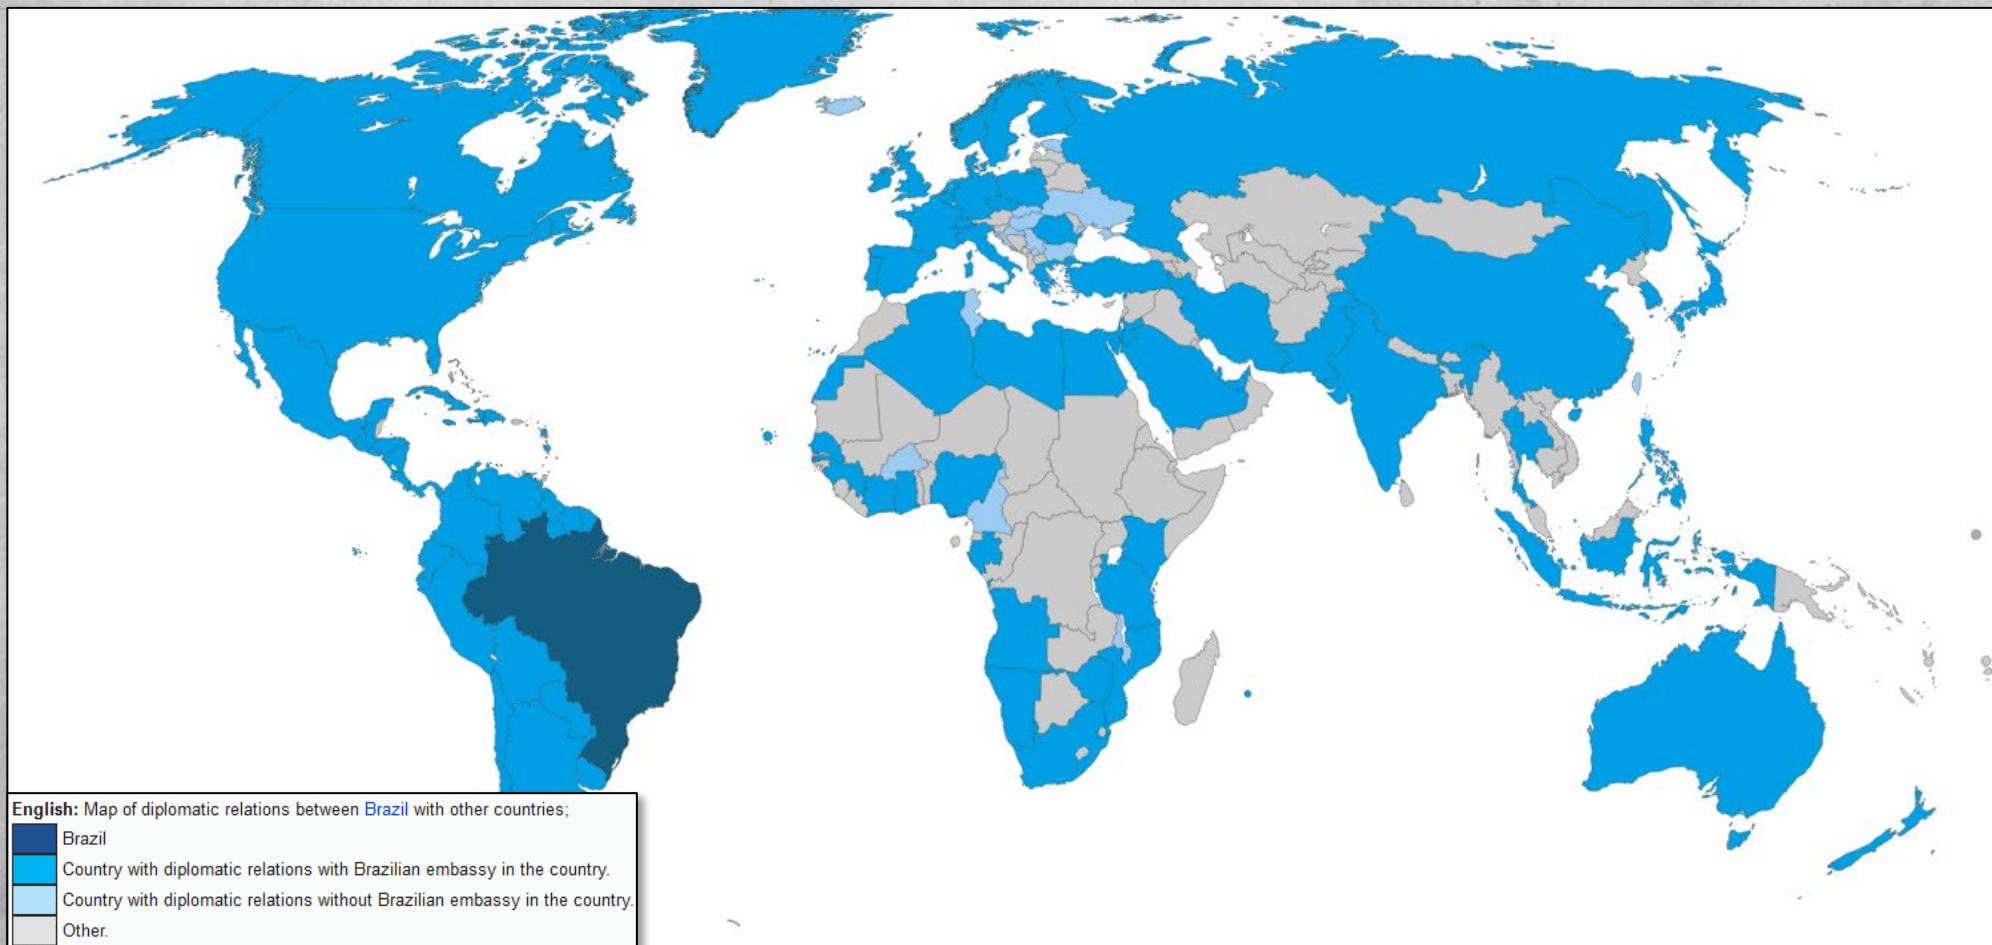 English: Map of diplomatic relations between Brazil with other countries;
Brazil
Country with diplomatic relations with Brazilian embassy in the country.
Country with diplomatic relations without Brazilian embassy in the country.
Other.